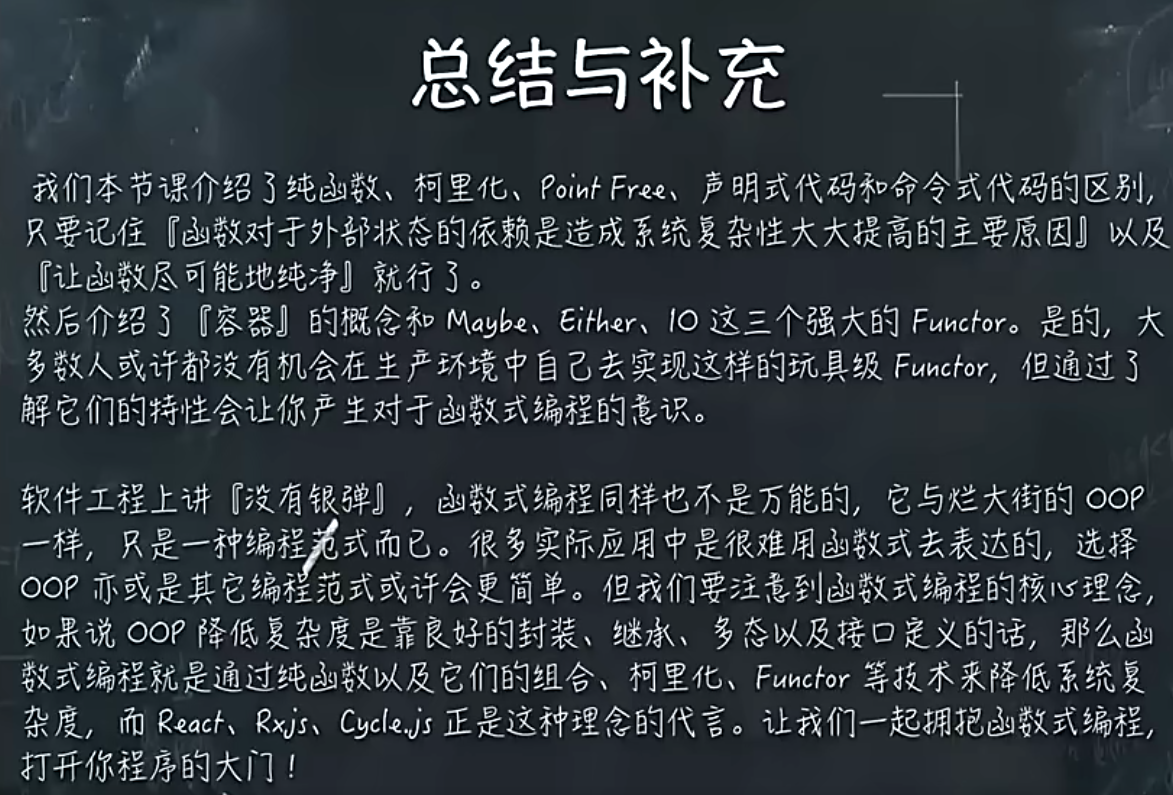 总结与补充
我们本节课介绍了纯函数、柯里化、Point Free、声明式代码和命令式代码的区别,
只要记住『函数对于外部状态的依赖是造成系统复杂性大大提高的主要原因』以及
『让函数尽可能地纯净』就行了。
然后介绍了『容器』的概念和 Maybe、Either、IO 这三个强大的 Functor。是的, 大
多数人或许都没有机会在生产环境中自己去实现这样的玩具级 Functor, 但通过了
解它们的特性会让你产生对于函数式编程的意识。
软件工程上讲『没有银弹』, 函数式编程同样也不是万能的, 它与烂大街的 OOP
一样, 只是一种编程范式而已。很多实际应用中是很难用函数式去表达的, 选择
OOP 亦或是其它编程范式或许会更简单。但我们要注意到函数式编程的核心理念,
如果说 OOP 降低复杂度是靠良好的封装、继承、多态以及接口定义的话, 那么函
数式编程就是通过纯函数以及它们的组合、柯里化、Functor 等技术来降低系统复
杂度, 而 React、Rxjs、Cycle.js 正是这种理念的代言。让我们一起拥抱函数式编程,
打开你程序的大门!